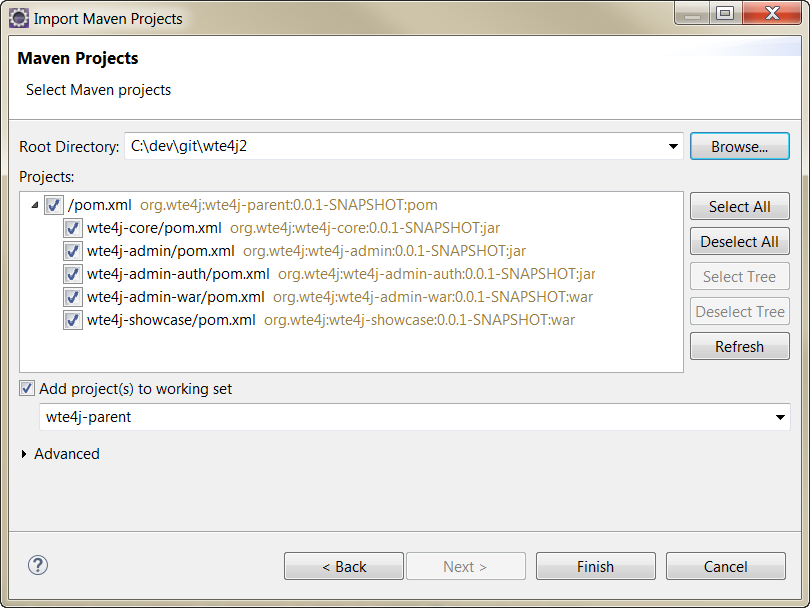 Import Maven Projects
Maven Projects
Select Maven projects
Root Directory: C:\dev\git\wte4j2 Browse...
Projects:
/pom.xml org.wte4j:wte4j-parent:0.0.1-SNAPSHOT:pom
wte4j-core/pom.xml org.wte4j:wte4j-core:0.0.1-SNAPSHOT:jar
wte4j-admin/pom.xml org.wte4j:wte4j-admin:0.0.1-SNAPSHOT:jar
wte4j-admin-auth/pom.xml org.wte4j:wte4j-admin-auth:0.0.1-SNAPSHOT:jar
wte4j-admin-war/pom.xml org.wte4j:wte4j-admin-war:0.0.1-SNAPSHOT:war
wte4j-showcase/pom.xml org.wte4j:wte4j-showcase:0.0.1-SNAPSHOT:war
Select All
Deselect All
Select Tree
Deselect Tree
Refresh
Add project(s) to working set
wte4j-parent
Advanced
? < Back Next > Finish Cancel